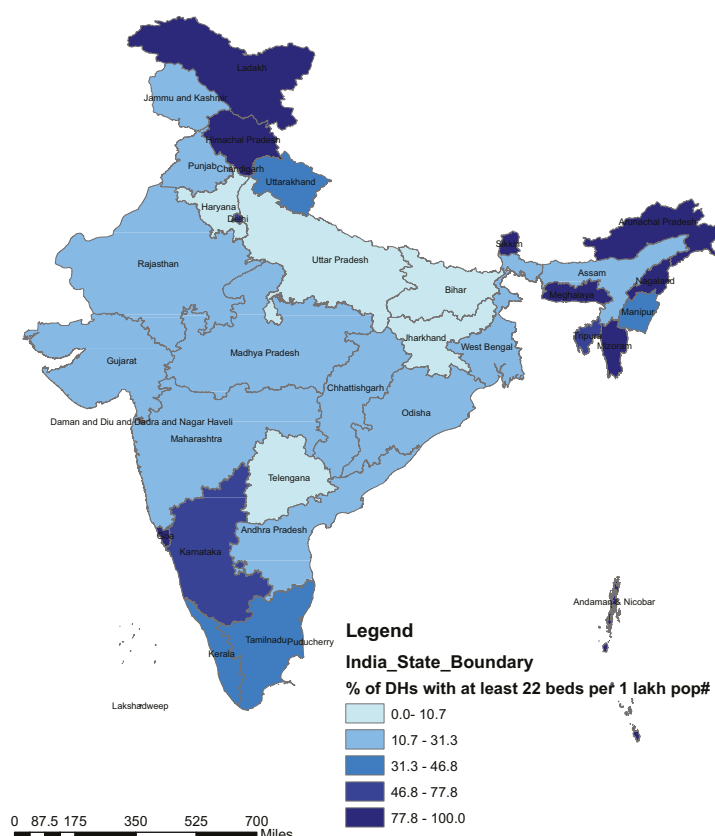 Ladakh
Jammu and Kashmir
Himachal Pradesh
Punjab
Chandigarh
Uttarakhand
Haryana
Delhi
Arunachal Pradesh
Sikkim
Rajasthan
Uttar Pradesh
Assam
Nagaland
Bihar
Meghalaya
Manipur
Jharkhand
Tripura
West Bengal
Mizoram
Gujarat
Madhya Pradesh
Chhattisgarh
Odisha
Daman and Diu and Dadra and Nagar Haveli
Maharashtra
Telengana
Goa
Andhra Pradesh
Karnataka
Andaman & Nicobar
Tamilnadu
Puducherry
Kerala
Lakshadweep
Legend
India_State_Boundary
% of DHs with at least 22 beds per 1 lakh pop#
0.0- 10.7
10.7 - 31.3
31.3 - 46.8
46.8 - 77.8
77.8 - 100.0
0 87.5 175 350 525 700
Miles